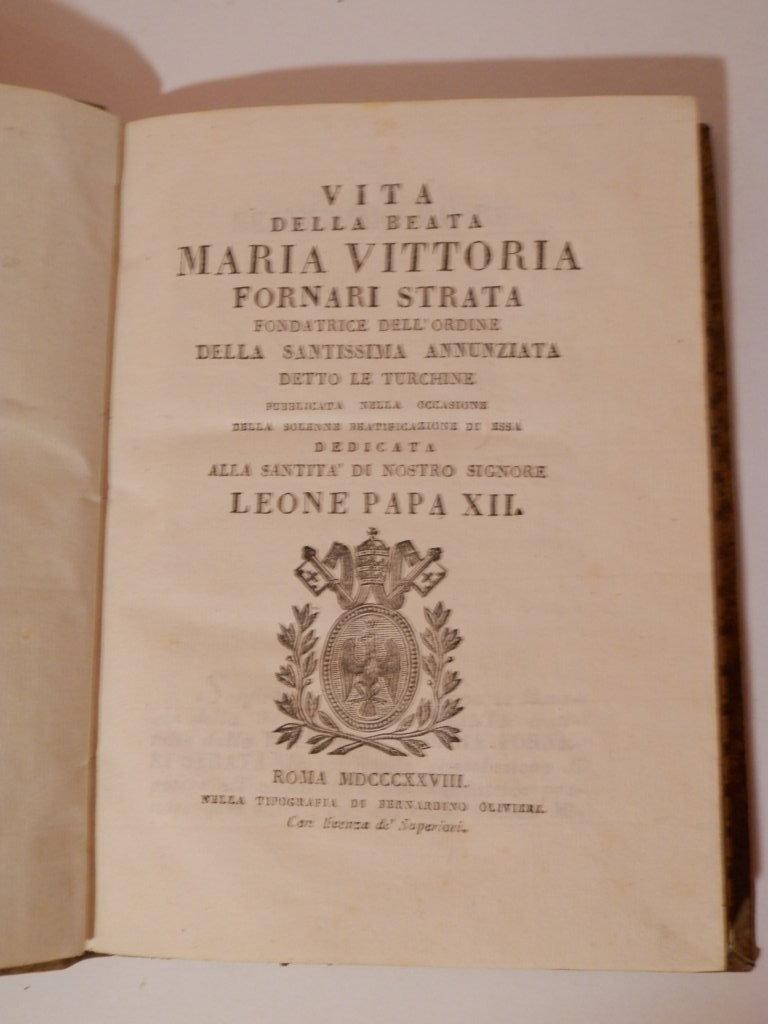 VITA
DELLA BEATA
MARIA VITTORIA
FORNARI STRATA
FONDATRICE DELL'ORDINE
DELLA SANTISSIMA ANNUNZIATA
DETTO LE TURCHINE
PUBBLICATA NELLA OCCASIONE
DELLA SOLENNE BEATIFICAZIONE DI ESSA
DEDICATA
ALLA SANTITA' DI NOSTRO SIGNORE
LEONE PAPA XII.
ROMA MDCCCXXVIII.
NELLA TIPOGRAFIA DI BERNARDINO OLIVIERI.
Con licenza de' Superiori.